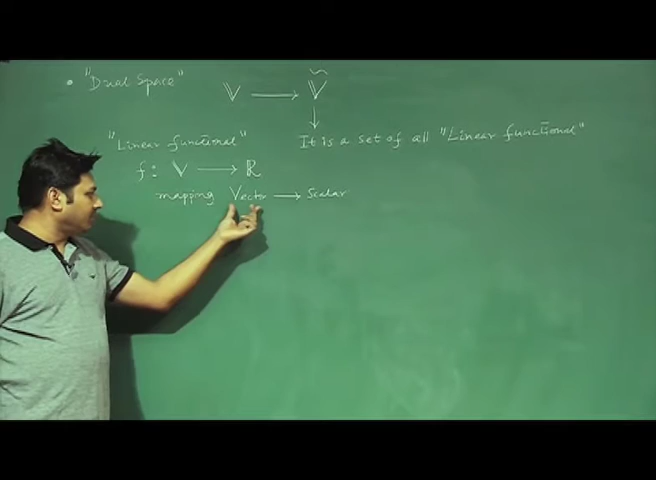 • "Dual Space"
𝕍 ⟶ 𝕍̃
↓
It is a set of all "Linear functional"
"Linear functional"
f : 𝕍 ⟶ ℝ
mapping Vector ⟶ Scalar